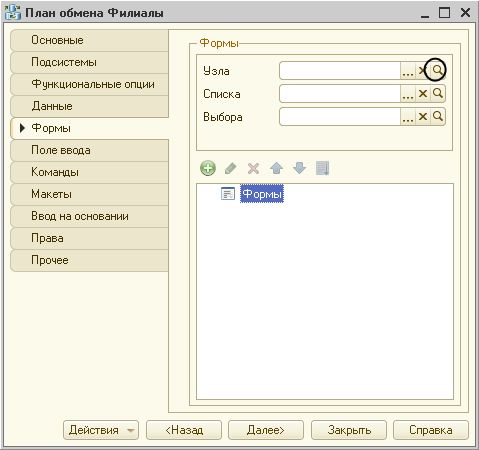 План обмена Филиалы
Основные
Подсистемы
Функциональные опции
Данные
Формы
Поле ввода
Команды
Макеты
Ввод на основании
Права
Прочее
Формы
Узла
...
Списка
...
Выбора
...
Формы
Действия
<Назад
Далее>
Закрыть
Справка